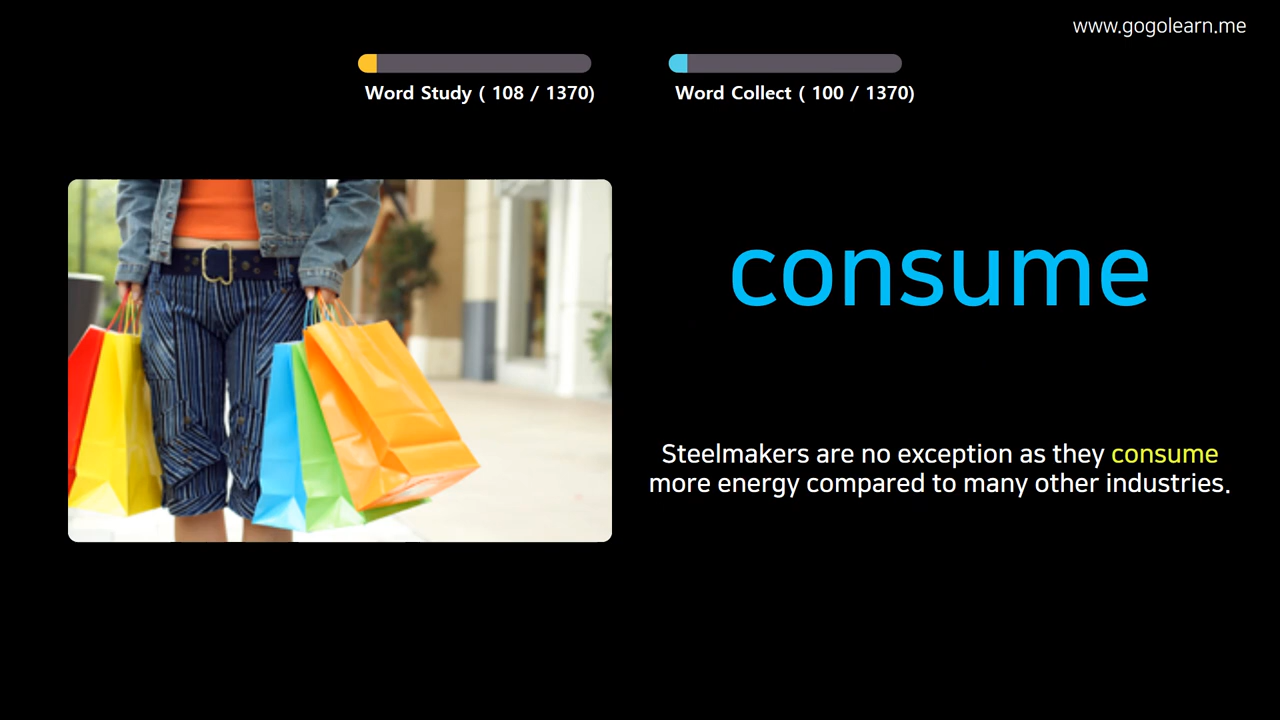 www.gogolearn.me
Word Study ( 108 / 1370)
Word Collect ( 100 / 1370)
consume
Steelmakers are no exception as they consume
more energy compared to many other industries.